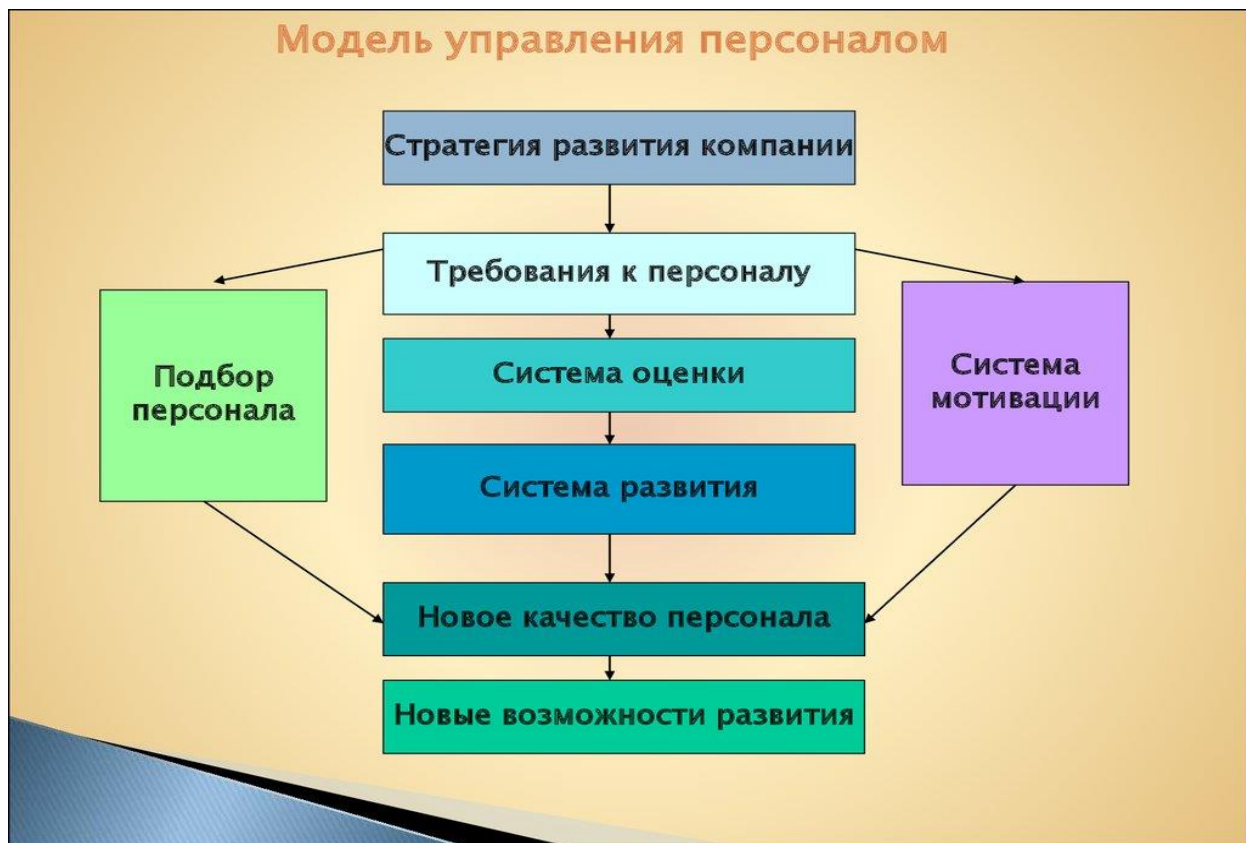 Модель управления персоналом
Стратегия развития компании
Требования к персоналу
Подбор
персонала
Система оценки
Система
мотивации
Система развития
Новое качество персонала
Новые возможности развития